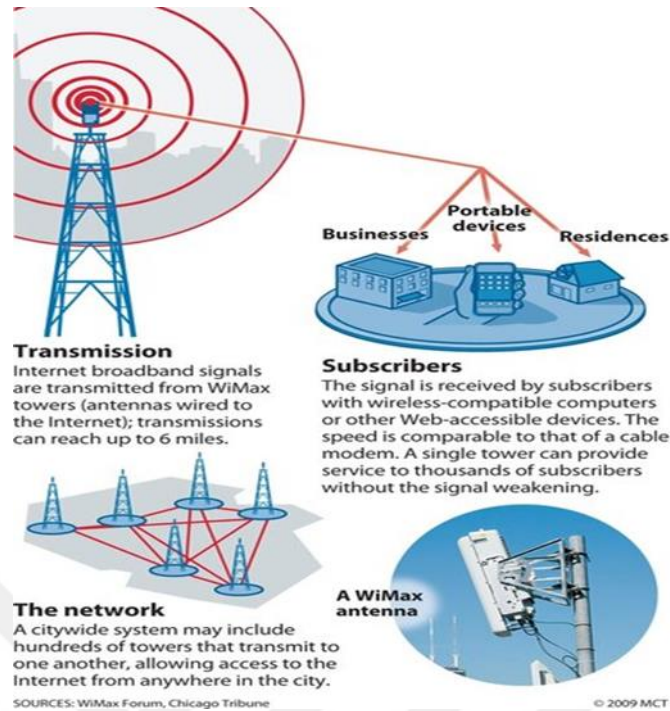 Businesses
Portable
devices
Residences
Transmission
Internet broadband signals
are transmitted from WiMax
towers (antennas wired to
the Internet); transmissions
can reach up to 6 miles.
Subscribers
The signal is received by subscribers
with wireless-compatible computers
or other Web-accessible devices. The
speed is comparable to that of a cable
modem. A single tower can provide
service to thousands of subscribers
without the signal weakening.
The network
A citywide system may include
hundreds of towers that transmit to
one another, allowing access to the
Internet from anywhere in the city.
A WiMax
antenna
SOURCES: WiMax Forum, Chicago Tribune
© 2009 MCT